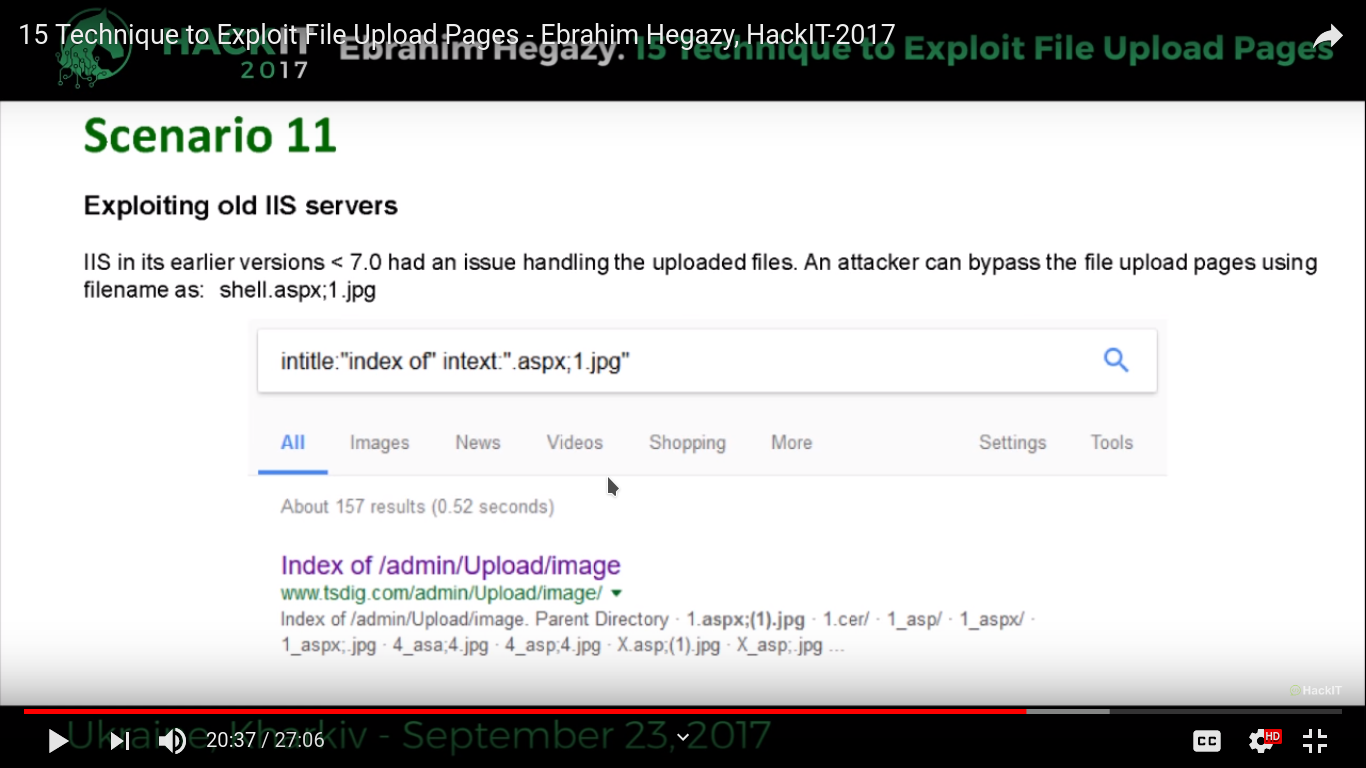 15 Technique to Exploit File Upload Pages - Ebrahim Hegazy, HackIT-2017
HACKIT
2017
Ebrahim Hegazy. 15 Technique to Exploit File Upload Pages
Scenario 11
Exploiting old IIS servers
IIS in its earlier versions < 7.0 had an issue handling the uploaded files. An attacker can bypass the file upload pages using
filename as: shell.aspx;1.jpg
intitle:"index of" intext:".aspx;1.jpg"
All Images News Videos Shopping More Settings Tools
About 157 results (0.52 seconds)
Index of /admin/Upload/image
www.tsdig.com/admin/Upload/image/
Index of /admin/Upload/image. Parent Directory · 1.aspx;(1).jpg · 1.cer/ · 1_asp/ · 1_aspx/ ·
1_aspx;.jpg · 4_asa;4.jpg · 4_asp;4.jpg · X.asp;(1).jpg · X_asp;.jpg ...
HackIT
Ukraine, Kharkiv - September 23, 2017
20:37 / 27:06
CC
HD